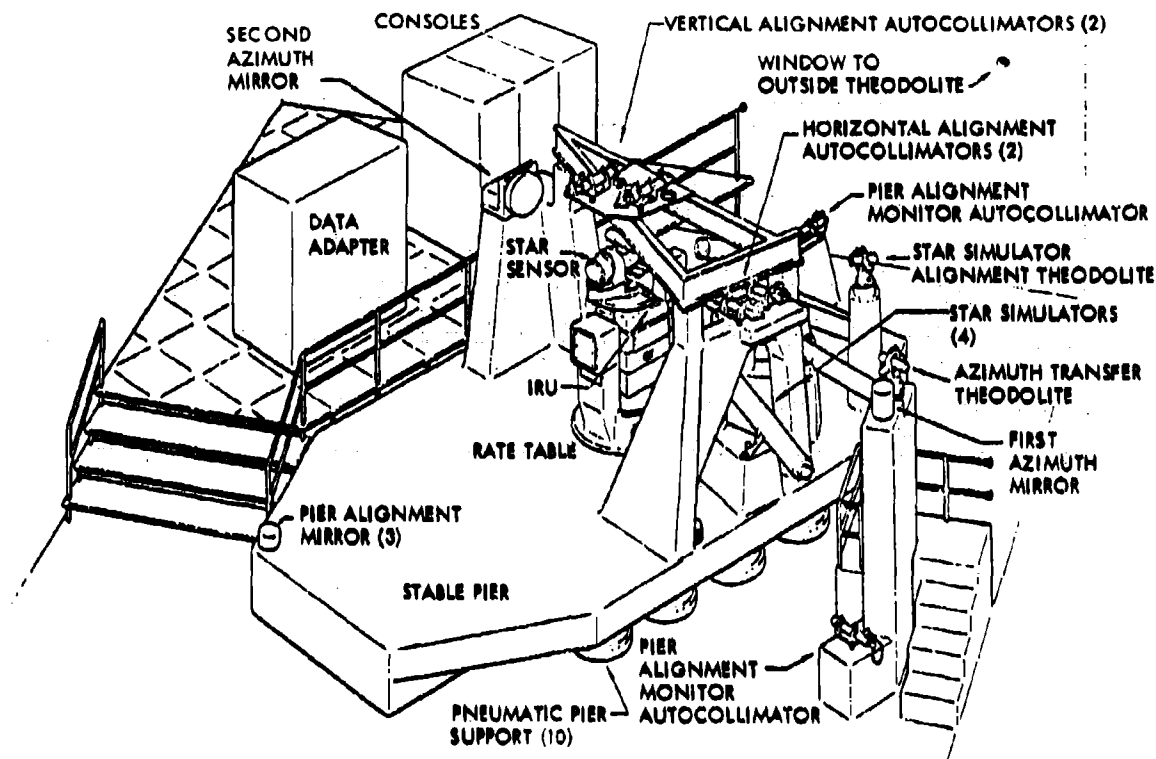 CONSOLES
VERTICAL ALIGNMENT AUTOCOLLIMATORS (2)
SECOND
AZIMUTH
MIRROR
WINDOW TO
OUTSIDE THEODOLITE
HORIZONTAL ALIGNMENT
AUTOCOLLIMATORS (2)
PIER ALIGNMENT
MONITOR AUTOCOLLIMATOR
DATA
ADAPTER
STAR
SENSOR
STAR SIMULATOR
ALIGNMENT THEODOLITE
STAR SIMULATORS
(4)
IRU
AZIMUTH TRANSFER
THEODOLITE
RATE TABLE
FIRST
AZIMUTH
MIRROR
PIER ALIGNMENT
MIRROR (3)
STABLE PIER
PIER
ALIGNMENT
MONITOR
AUTOCOLLIMATOR
PNEUMATIC PIER
SUPPORT (10)